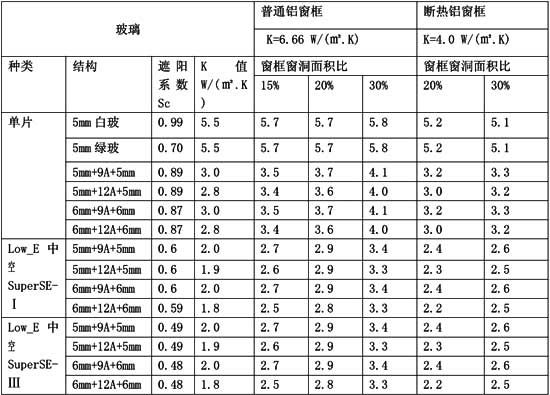 玻璃 普通铝窗框 断热铝窗框
K=6.66 W/(m².K) K=4.0 W/(m².K)
种类 结构 遮阳系数 Sc K 值 W/(m².K) 窗框窗洞面积比 窗框窗洞面积比
15% 20% 30% 20% 30%
单片 5mm 白玻 0.99 5.5 5.7 5.7 5.8 5.2 5.1
5mm 绿玻 0.70 5.5 5.7 5.7 5.8 5.2 5.1
5mm+9A+5mm 0.89 3.0 3.5 3.7 4.1 3.2 3.3
5mm+12A+5mm 0.89 2.8 3.4 3.6 4.0 3.0 3.2
6mm+9A+6mm 0.87 3.0 3.5 3.7 4.1 3.2 3.3
6mm+12A+6mm 0.87 2.8 3.4 3.6 4.0 3.0 3.2
Low_E 中空 SuperSE-Ⅰ 5mm+9A+5mm 0.6 2.0 2.7 2.9 3.4 2.4 2.6
5mm+12A+5mm 0.6 1.9 2.6 2.9 3.3 2.3 2.5
6mm+9A+6mm 0.6 2.0 2.7 2.9 3.4 2.4 2.6
6mm+12A+6mm 0.59 1.8 2.5 2.8 3.3 2.2 2.5
Low_E 中空 SuperSE-Ⅲ 5mm+9A+5mm 0.49 2.0 2.7 2.9 3.4 2.4 2.6
5mm+12A+5mm 0.49 1.9 2.6 2.9 3.3 2.3 2.5
6mm+9A+6mm 0.48 2.0 2.7 2.9 3.4 2.4 2.6
6mm+12A+6mm 0.48 1.8 2.5 2.8 3.3 2.2 2.5